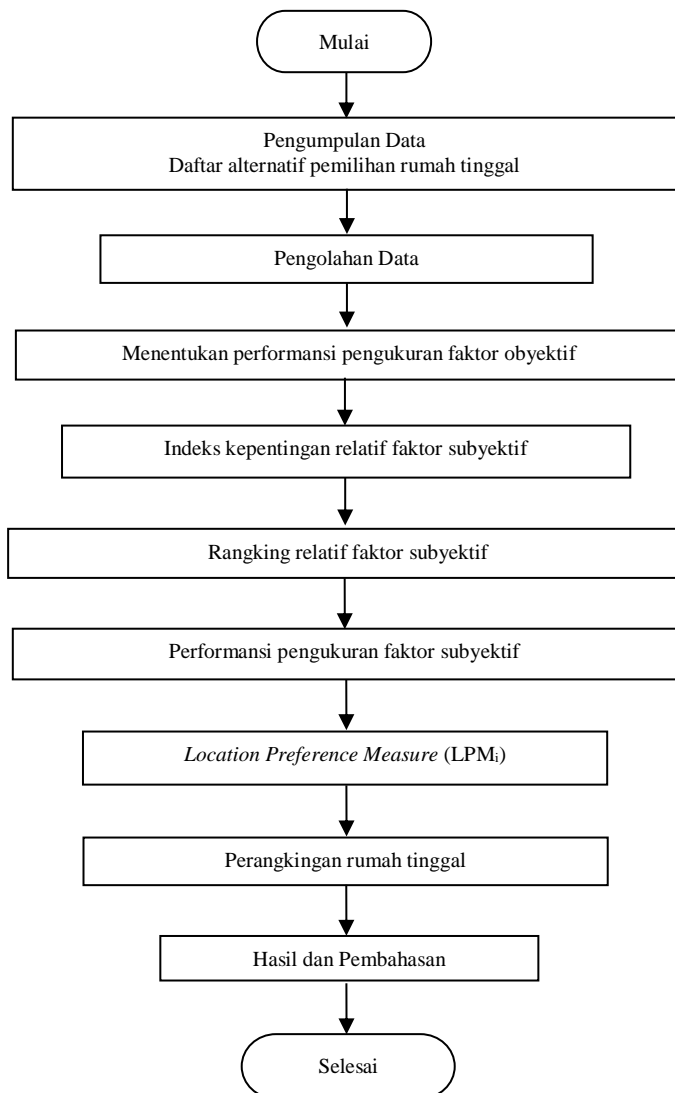 Mulai
Pengumpulan Data
Daftar alternatif pemilihan rumah tinggal
Pengolahan Data
Menentukan performansi pengukuran faktor obyektif
Indeks kepentingan relatif faktor subyektif
Rangking relatif faktor subyektif
Performansi pengukuran faktor subyektif
Location Preference Measure (LPMᵢ)
Perangkingan rumah tinggal
Hasil dan Pembahasan
Selesai